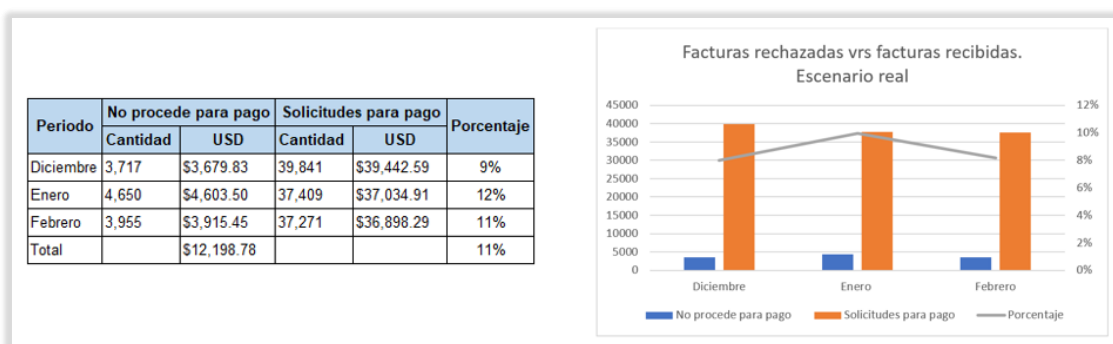 Periodo No procede para pago Solicitudes para pago Porcentaje
Cantidad USD Cantidad USD
Diciembre 3,717 $3,679.83 39,841 $39,442.59 9%
Enero 4,650 $4,603.50 37,409 $37,034.91 12%
Febrero 3,955 $3,915.45 37,271 $36,898.29 11%
Total $12,198.78 11%
Facturas rechazadas vrs facturas recibidas.
Escenario real
45000 12%
40000
35000 10%
30000 8%
25000
20000 6%
15000 4%
10000
5000 2%
0 0%
Diciembre Enero Febrero
No procede para pago Solicitudes para pago Porcentaje